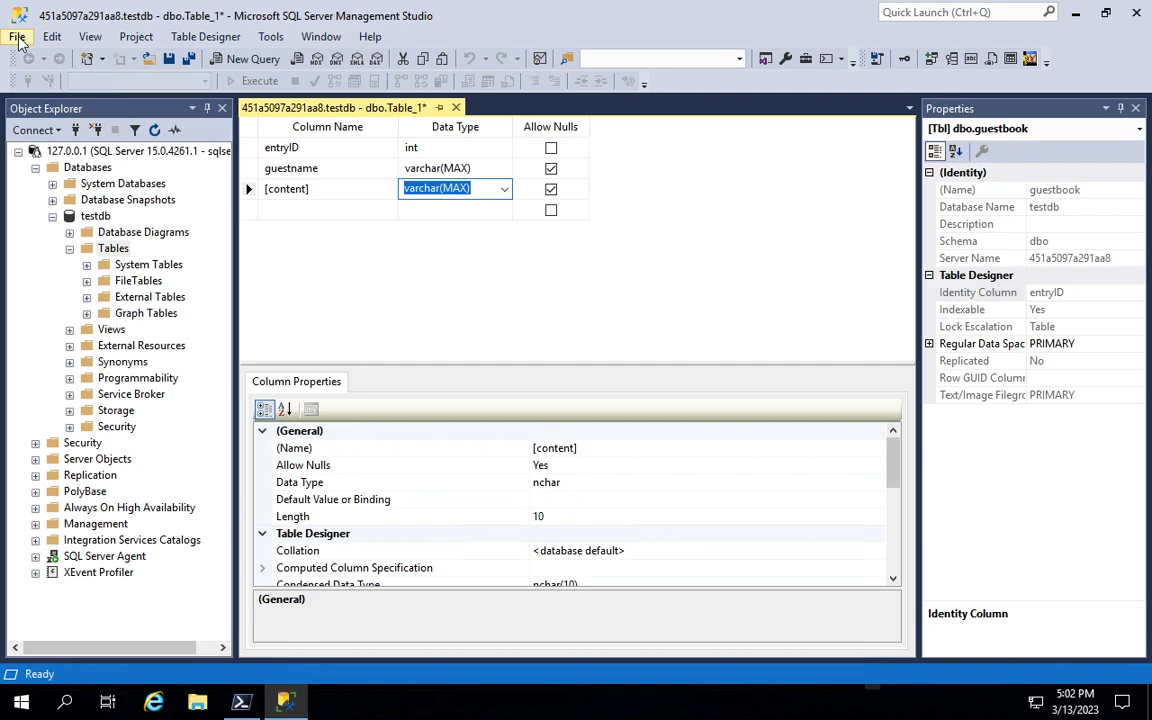 451a5097a291aa8.testdb - dbo.Table_1* - Microsoft SQL Server Management Studio
Quick Launch (Ctrl+Q)
File Edit View Project Table Designer Tools Window Help
New Query
Execute
Object Explorer
Connect
127.0.0.1 (SQL Server 15.0.4261.1 - sqlse
Databases
System Databases
Database Snapshots
testdb
Database Diagrams
Tables
System Tables
FileTables
External Tables
Graph Tables
Views
External Resources
Synonyms
Programmability
Service Broker
Storage
Security
Security
Server Objects
Replication
PolyBase
Always On High Availability
Management
Integration Services Catalogs
SQL Server Agent
XEvent Profiler
451a5097a291aa8.testdb - dbo.Table_1*
Column Name Data Type Allow Nulls
entryID int
guestname varchar(MAX)
[content] varchar(MAX)
Column Properties
(General)
(Name) [content]
Allow Nulls Yes
Data Type nchar
Default Value or Binding
Length 10
Table Designer
Collation <database default>
Computed Column Specification
Condensed Data Type nchar(10)
(General)
Properties
[Tbl] dbo.guestbook
(Identity)
(Name) guestbook
Database Name testdb
Description
Schema dbo
Server Name 451a5097a291aa8
Table Designer
Identity Column entryID
Indexable Yes
Lock Escalation Table
Regular Data Spac PRIMARY
Replicated No
Row GUID Column
Text/Image Filegro PRIMARY
Identity Column
Ready
5:02 PM
3/13/2023